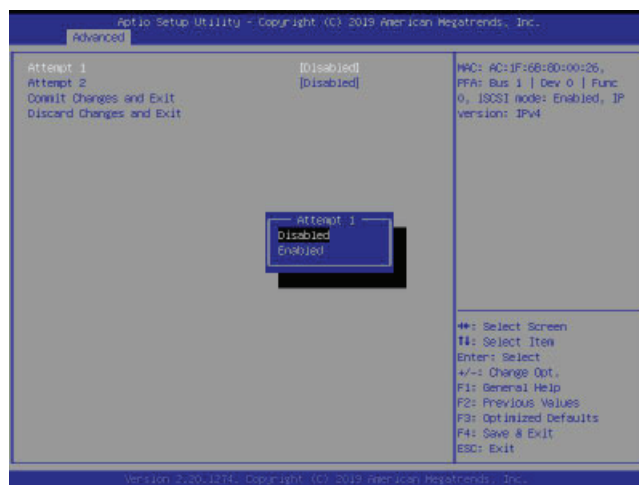 Aptio Setup Utility - Copyright (C) 2019 American Megatrends, Inc.
Advanced
Attempt 1 [Disabled]
Attempt 2 [Disabled]
Commit Changes and Exit
Discard Changes and Exit
MAC: AC:1F:6B:8D:00:26,
PFA: Bus 1 | Dev 0 | Func
0, iSCSI mode: Enabled, IP
version: IPv4
Attempt 1
Disabled
Enabled
↔: Select Screen
↑↓: Select Item
Enter: Select
+/-: Change Opt.
F1: General Help
F2: Previous Values
F3: Optimized Defaults
F4: Save & Exit
ESC: Exit
Version 2.20.1274. Copyright (C) 2019 American Megatrends, Inc.